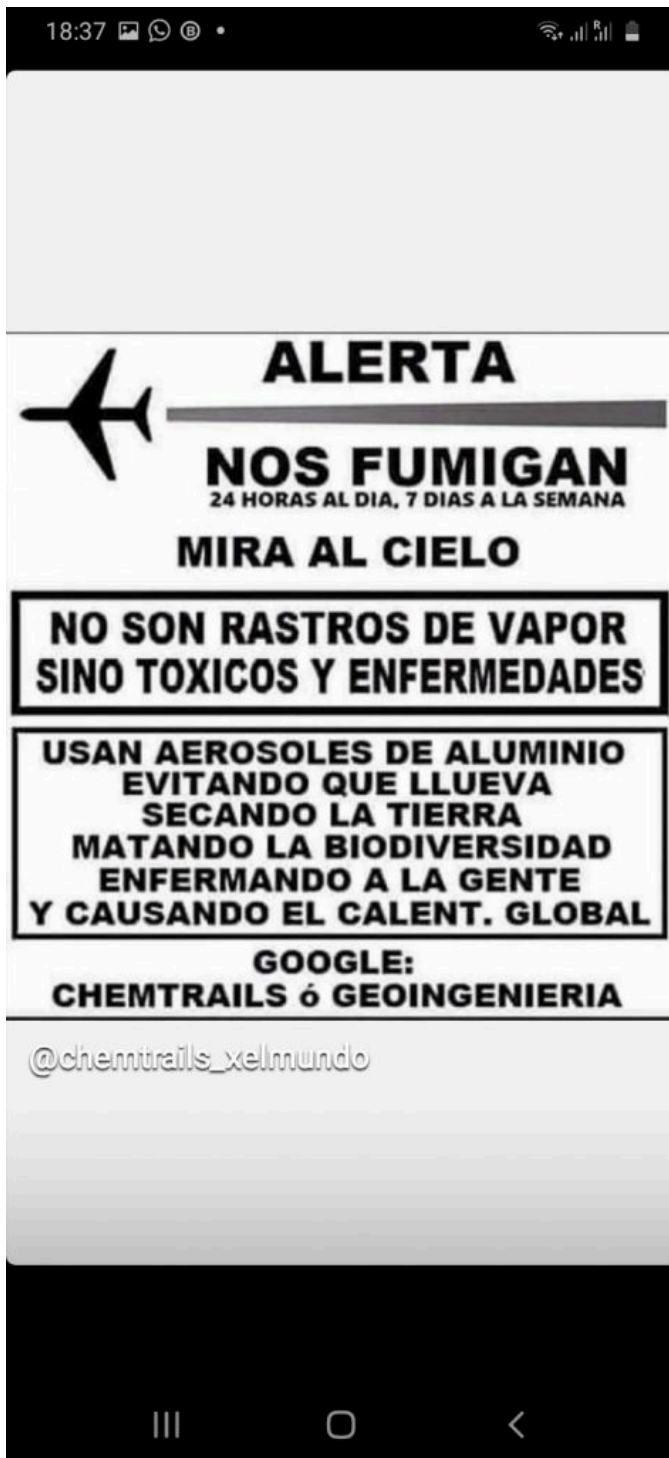 18:37
ALERTA
NOS FUMIGAN
24 HORAS AL DIA, 7 DIAS A LA SEMANA
MIRA AL CIELO
NO SON RASTROS DE VAPOR
SINO TOXICOS Y ENFERMEDADES
USAN AEROSOLES DE ALUMINIO
EVITANDO QUE LLUEVA
SECANDO LA TIERRA
MATANDO LA BIODIVERSIDAD
ENFERMANDO A LA GENTE
Y CAUSANDO EL CALENT. GLOBAL
GOOGLE:
CHEMTRAILS ó GEOINGENIERIA
@chemtrails_xelmundo